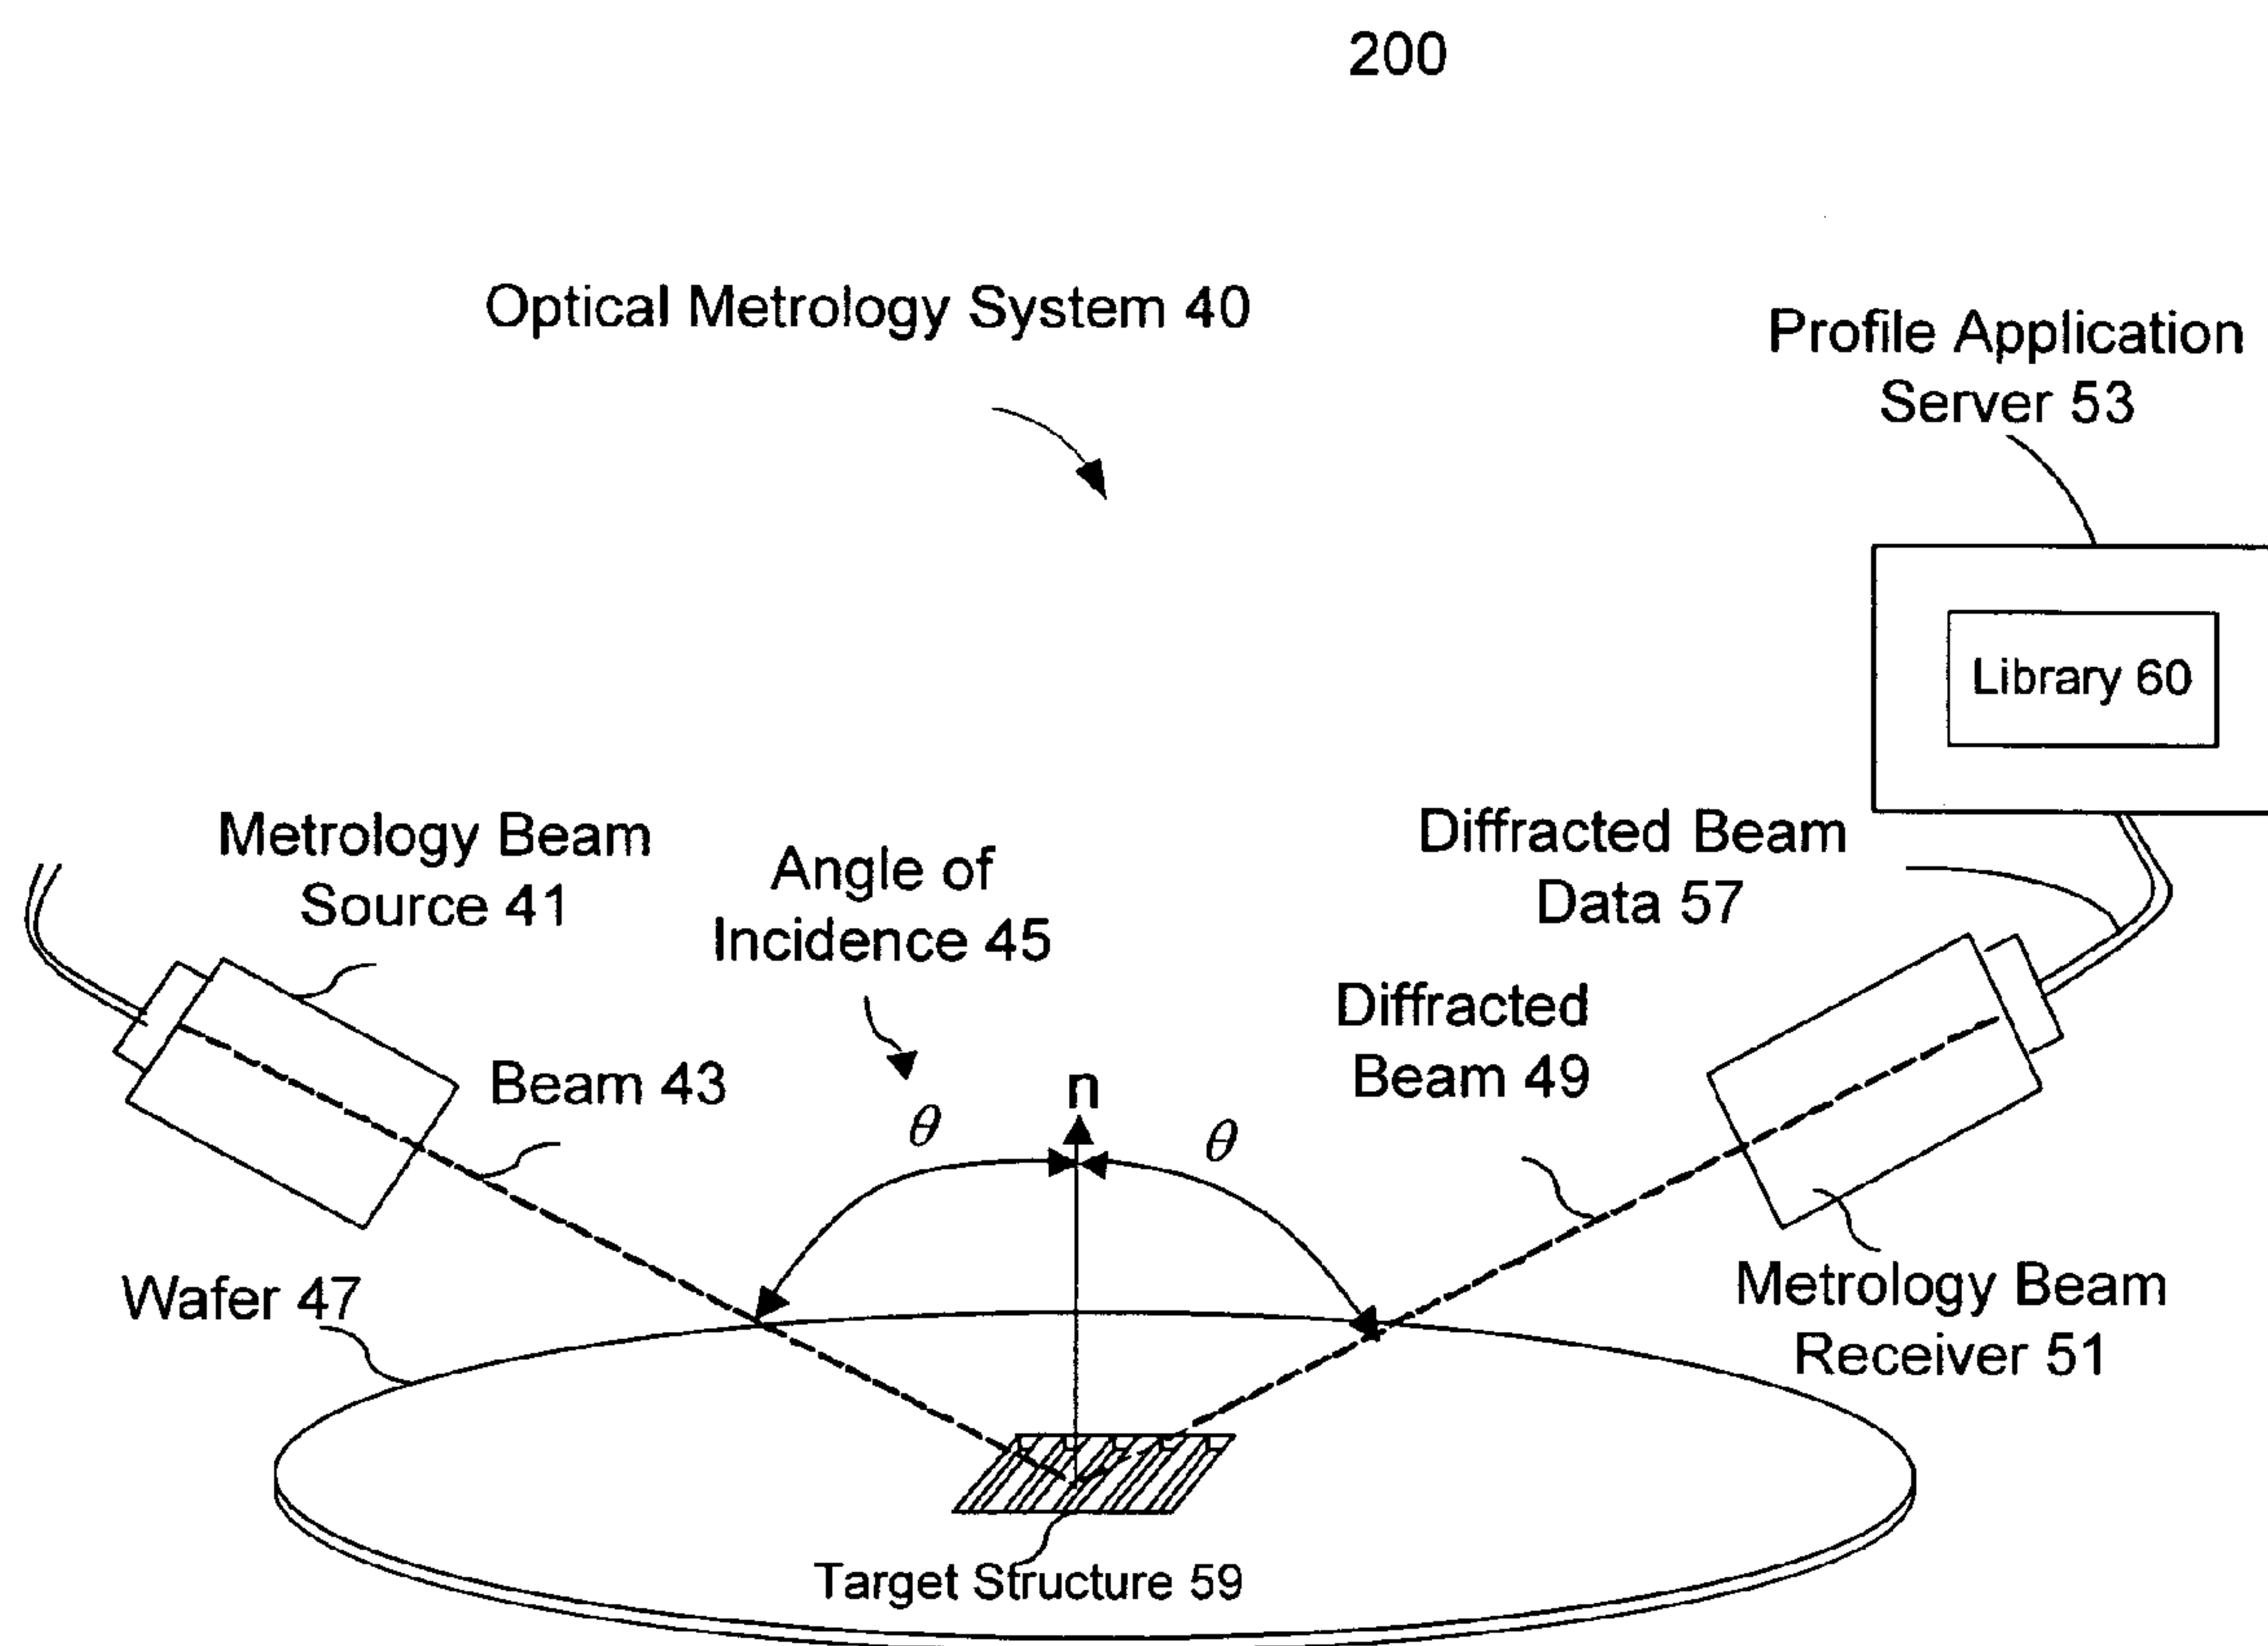 200
Optical Metrology System 40
Profile Application
Server 53
Library 60
Metrology Beam
Source 41
Angle of
Incidence 45
Diffracted Beam
Data 57
Diffracted
Beam 49
Beam 43
n
θ
θ
Wafer 47
Metrology Beam
Receiver 51
Target Structure 59